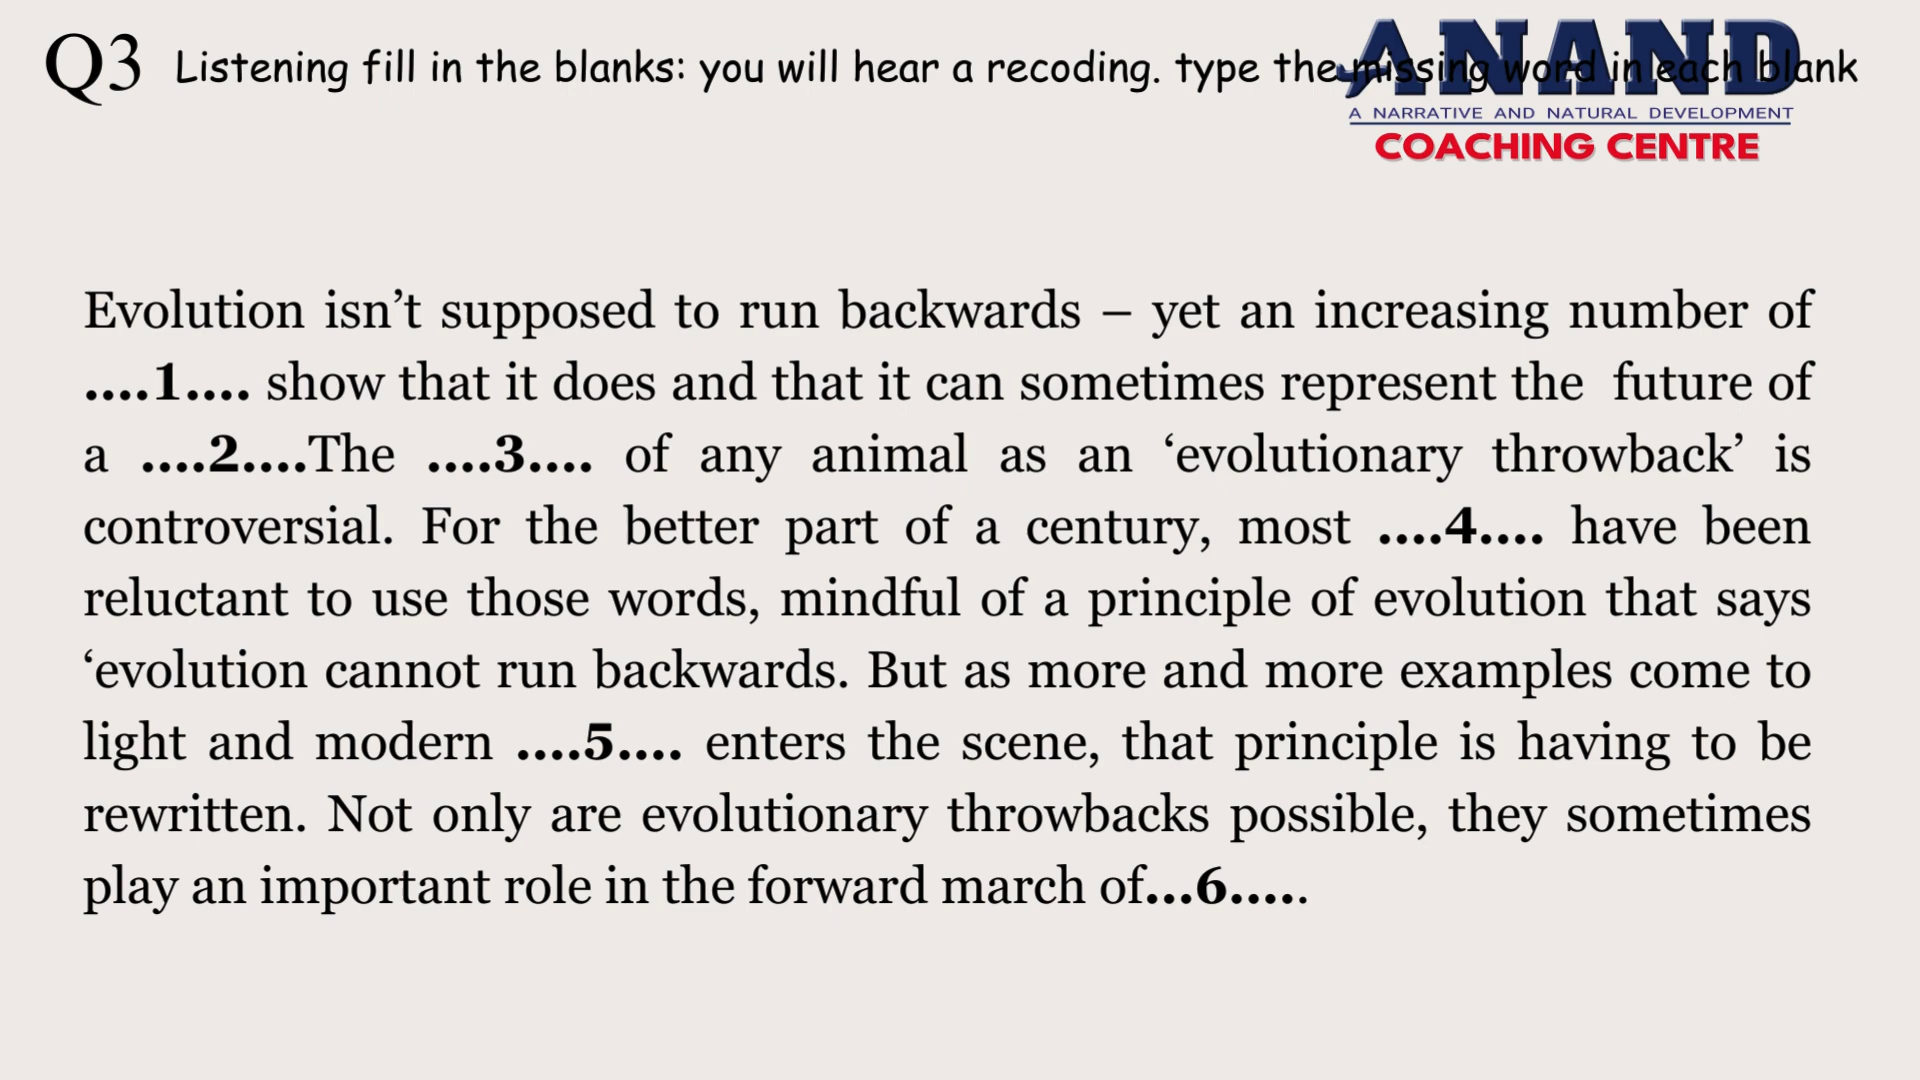 Q3 Listening fill in the blanks: you will hear a recoding. type the missing word in each blank
ANAND
A NARRATIVE AND NATURAL DEVELOPMENT
COACHING CENTRE
Evolution isn’t supposed to run backwards – yet an increasing number of
....1.... show that it does and that it can sometimes represent the future of
a ....2....The ....3.... of any animal as an ‘evolutionary throwback’ is
controversial. For the better part of a century, most ....4.... have been
reluctant to use those words, mindful of a principle of evolution that says
‘evolution cannot run backwards. But as more and more examples come to
light and modern ....5.... enters the scene, that principle is having to be
rewritten. Not only are evolutionary throwbacks possible, they sometimes
play an important role in the forward march of...6.....